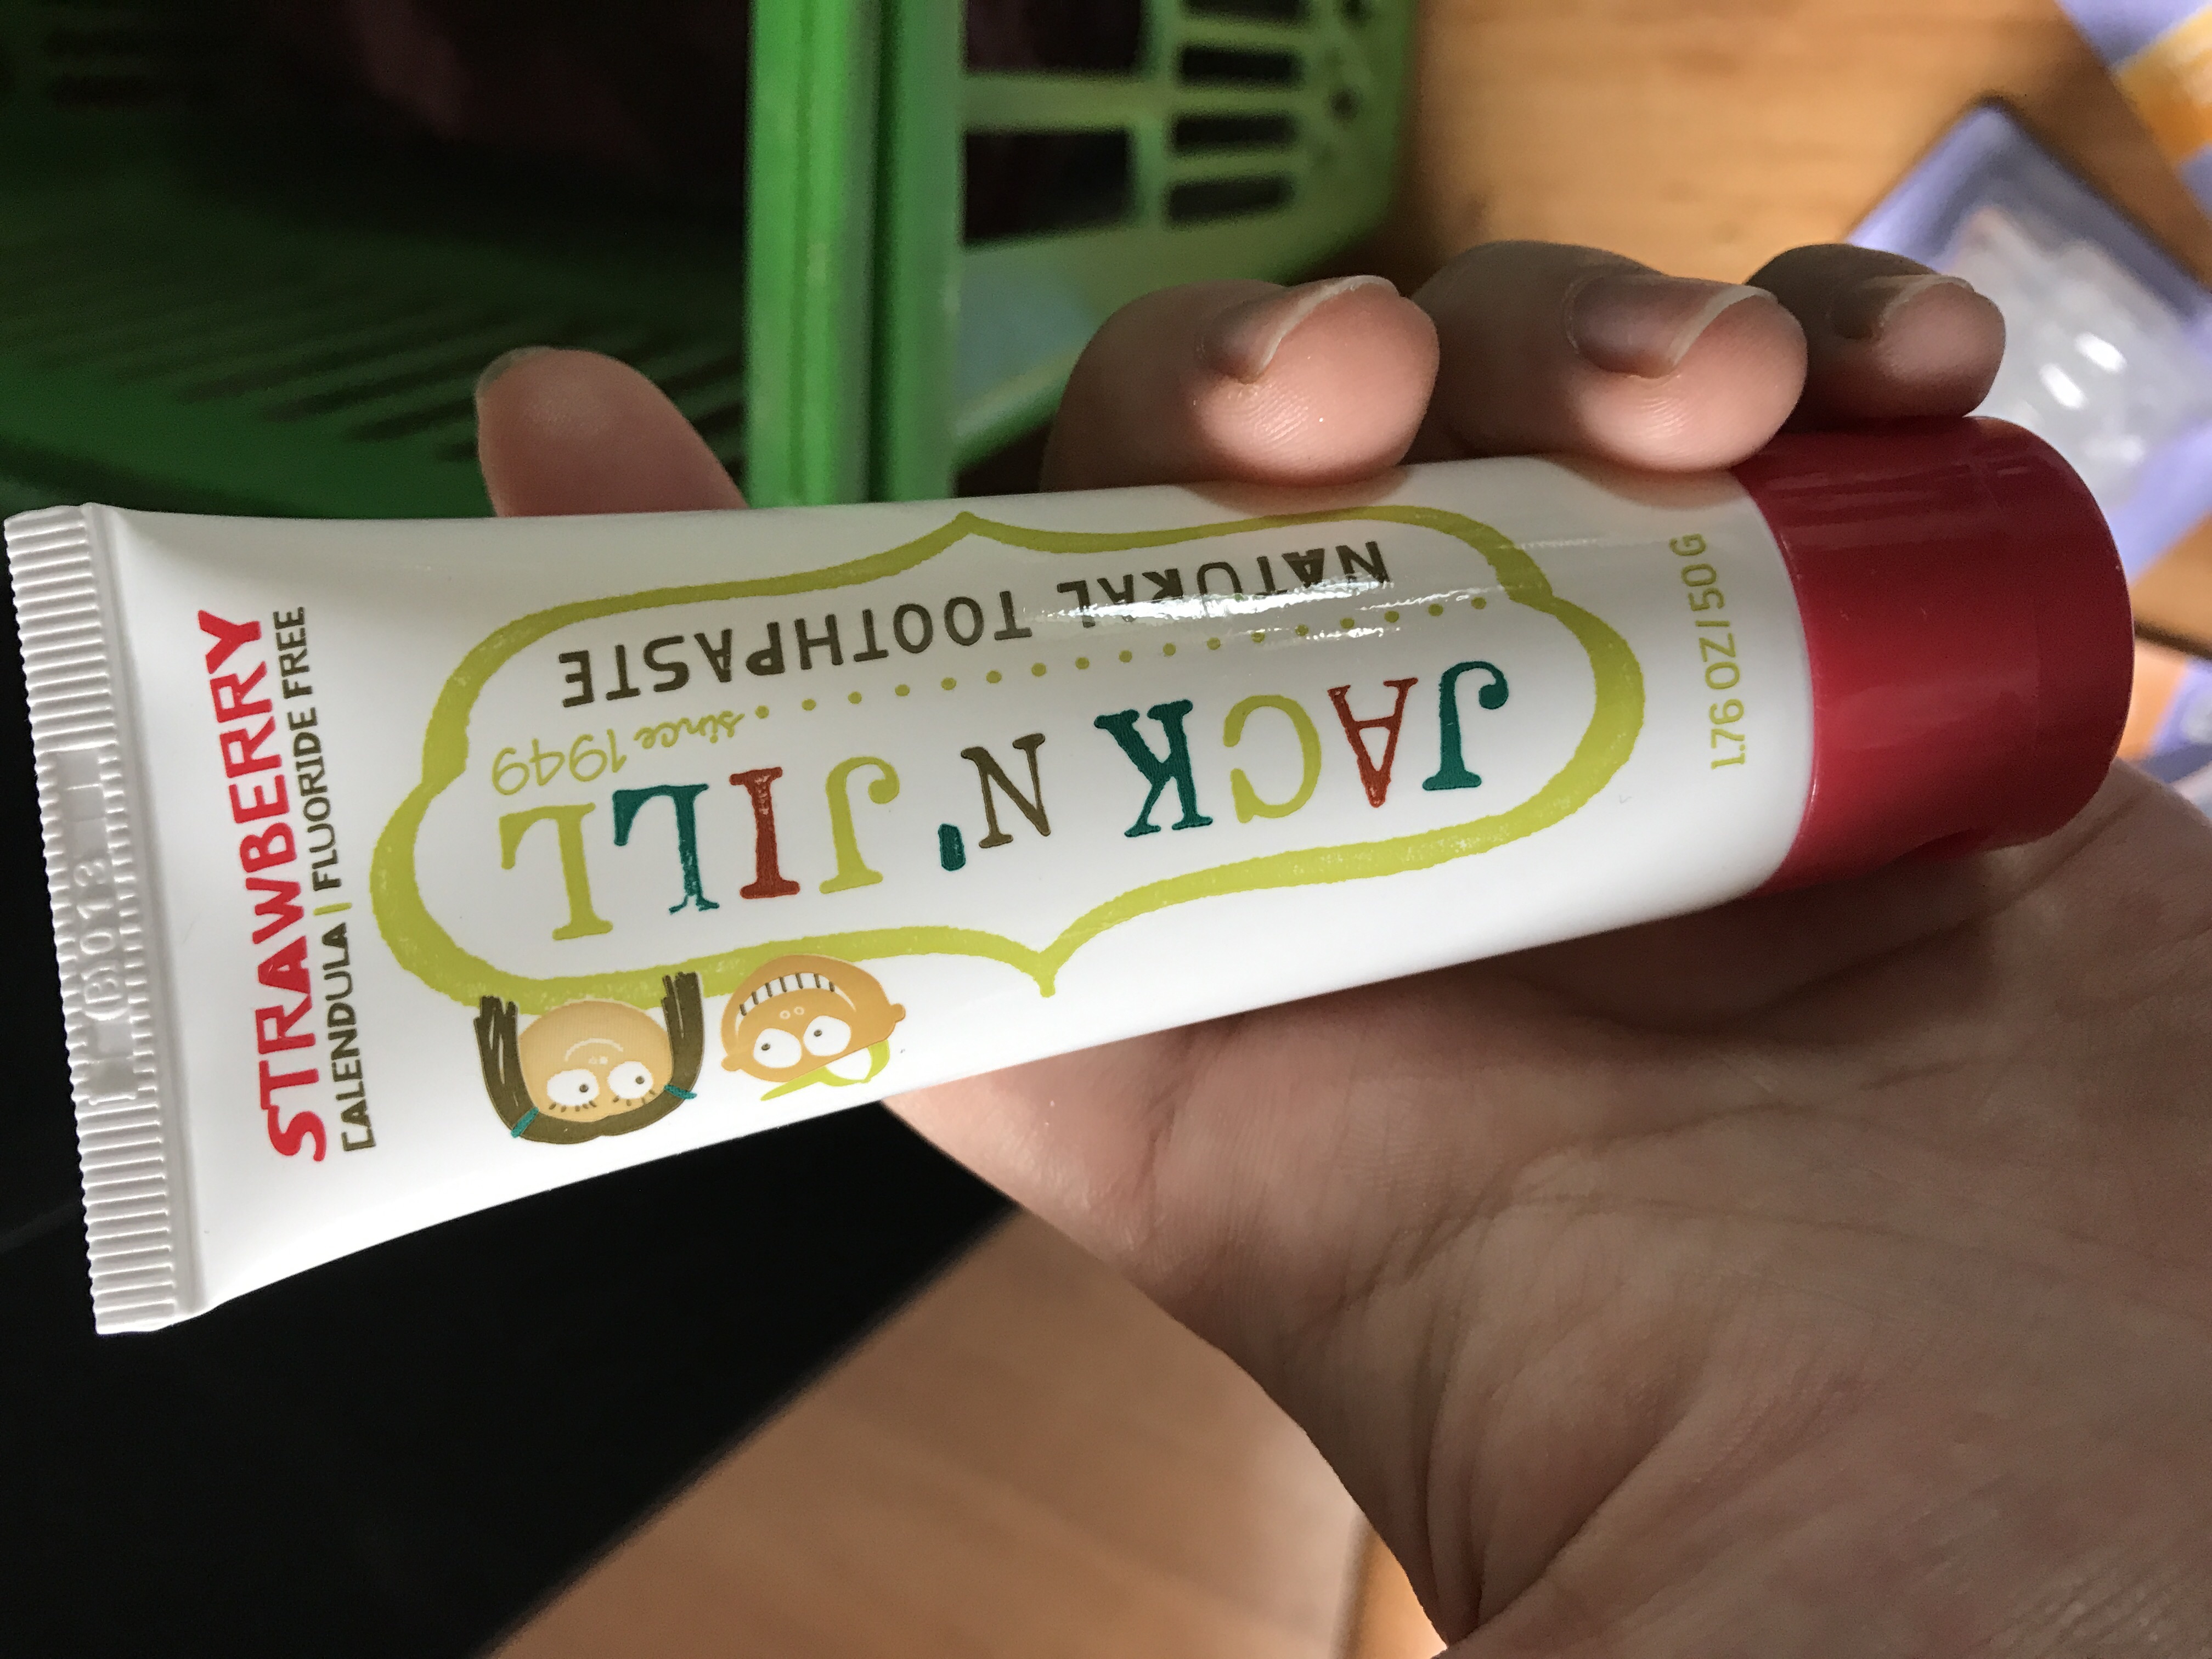 JACK N' JILL
since 1949
NATURAL TOOTHPASTE
STRAWBERRY
CALENDULA | FLUORIDE FREE
1.76 OZ/50 G